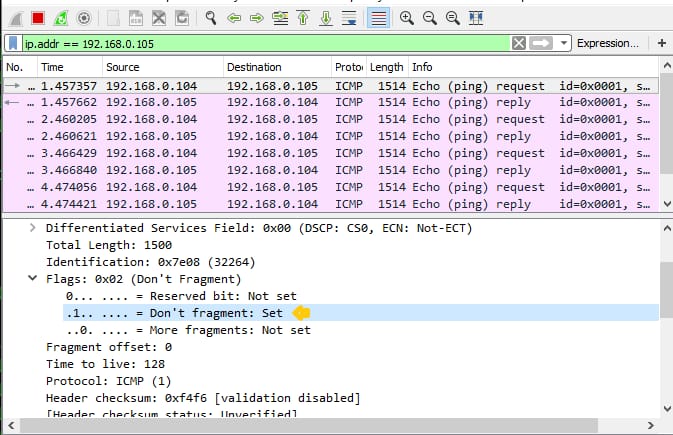 ip.addr == 192.168.0.105 Expression... +
No. Time Source Destination Protoc Length Info
... 1.457357 192.168.0.104 192.168.0.105 ICMP 1514 Echo (ping) request id=0x0001, s...
... 1.457662 192.168.0.105 192.168.0.104 ICMP 1514 Echo (ping) reply id=0x0001, s...
... 2.460205 192.168.0.104 192.168.0.105 ICMP 1514 Echo (ping) request id=0x0001, s...
... 2.460621 192.168.0.105 192.168.0.104 ICMP 1514 Echo (ping) reply id=0x0001, s...
... 3.466429 192.168.0.104 192.168.0.105 ICMP 1514 Echo (ping) request id=0x0001, s...
... 3.466840 192.168.0.105 192.168.0.104 ICMP 1514 Echo (ping) reply id=0x0001, s...
... 4.474056 192.168.0.104 192.168.0.105 ICMP 1514 Echo (ping) request id=0x0001, s...
... 4.474421 192.168.0.105 192.168.0.104 ICMP 1514 Echo (ping) reply id=0x0001, s...
Differentiated Services Field: 0x00 (DSCP: CS0, ECN: Not-ECT)
Total Length: 1500
Identification: 0x7e08 (32264)
Flags: 0x02 (Don't Fragment)
0... .... = Reserved bit: Not set
.1.. .... = Don't fragment: Set
..0. .... = More fragments: Not set
Fragment offset: 0
Time to live: 128
Protocol: ICMP (1)
Header checksum: 0xf4f6 [validation disabled]
[Header checksum status: Unverified]